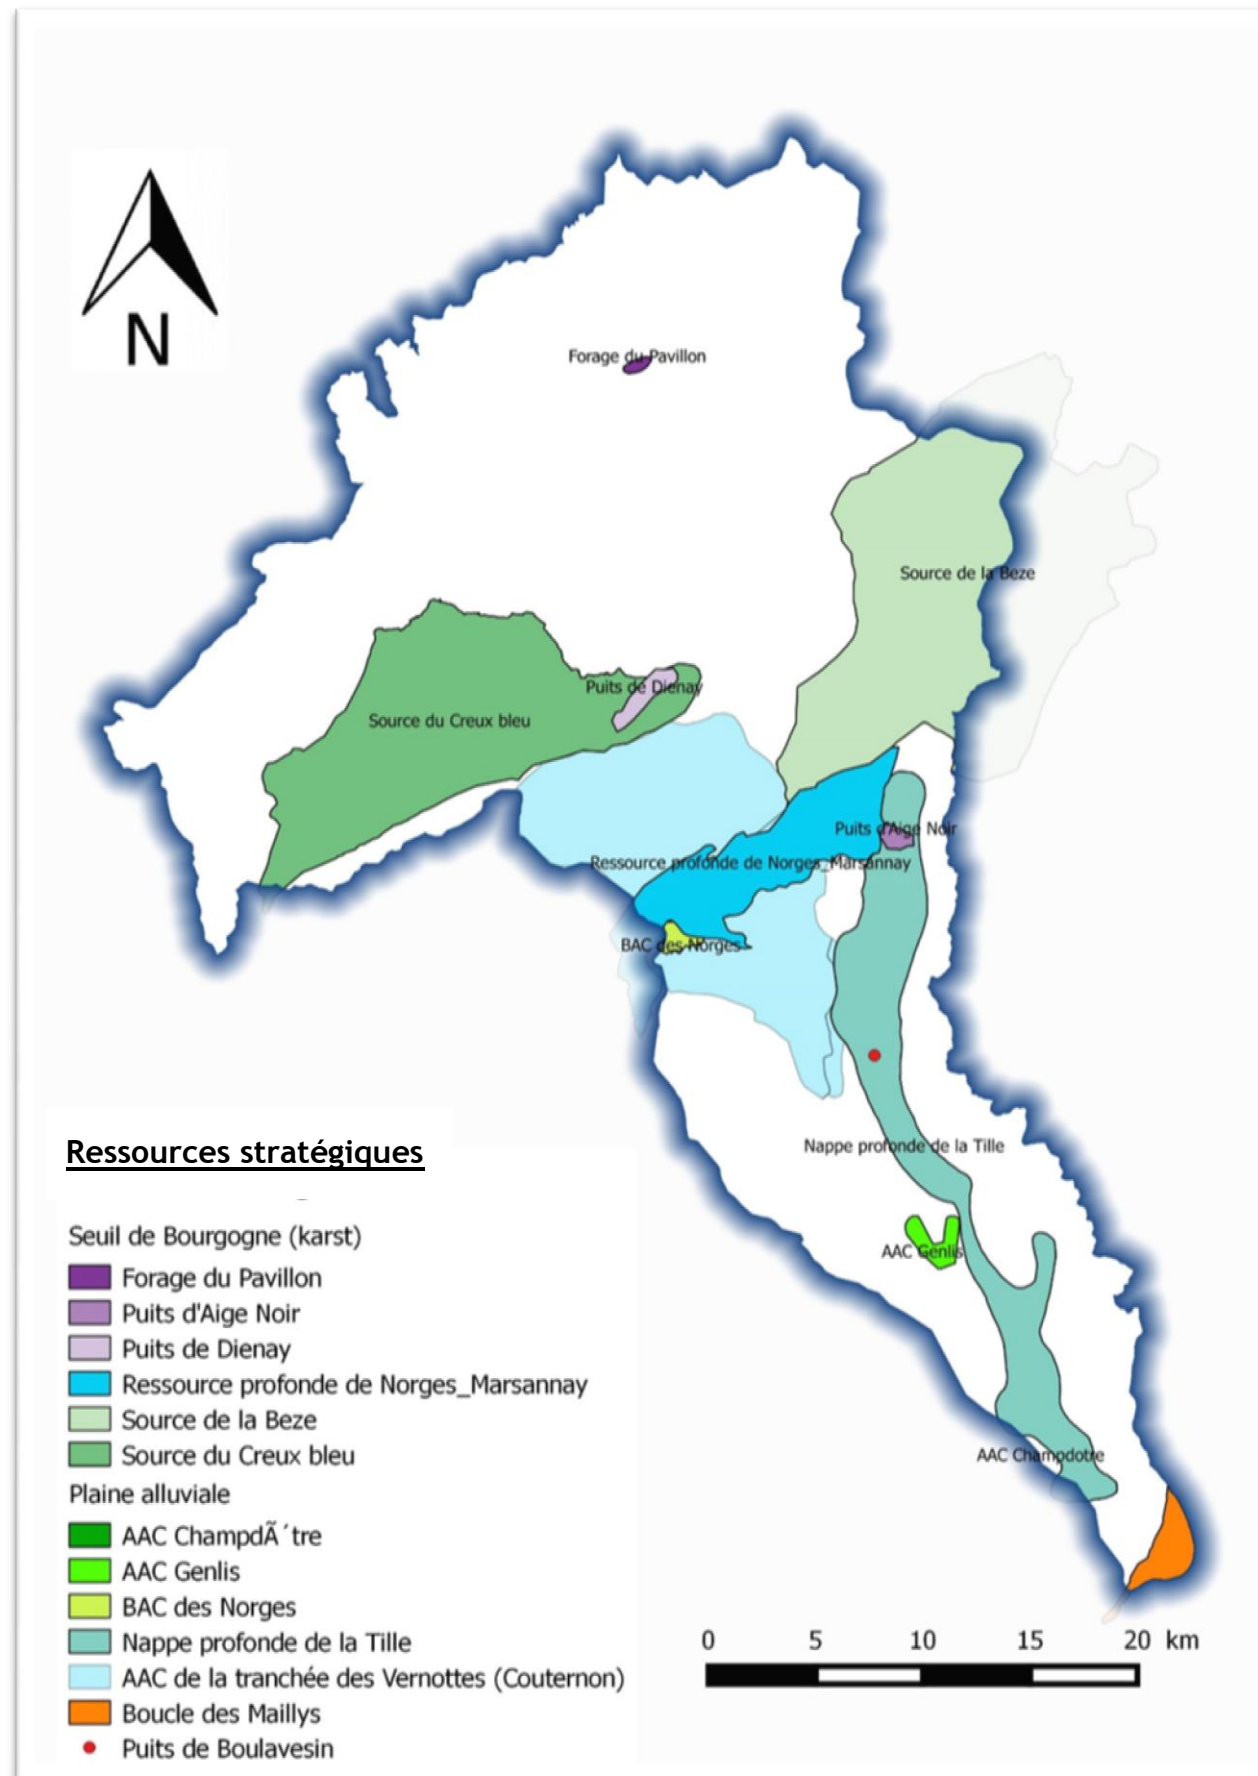 N
Forage du Pavillon
Source de la Beze
Puits de Dienay
Source du Creux bleu
Puits d'Aige Noir
Ressource profonde de Norges_Marsannay
BAC des Norges
Nappe profonde de la Tille
AAC Genlis
AAC Champdotre
Ressources stratégiques
Seuil de Bourgogne (karst)
Forage du Pavillon
Puits d'Aige Noir
Puits de Dienay
Ressource profonde de Norges_Marsannay
Source de la Beze
Source du Creux bleu
Plaine alluviale
AAC ChampdÃ´tre
AAC Genlis
BAC des Norges
Nappe profonde de la Tille
AAC de la tranchée des Vernottes (Couternon)
Boucle des Maillys
Puits de Boulavesin
0 5 10 15 20 km